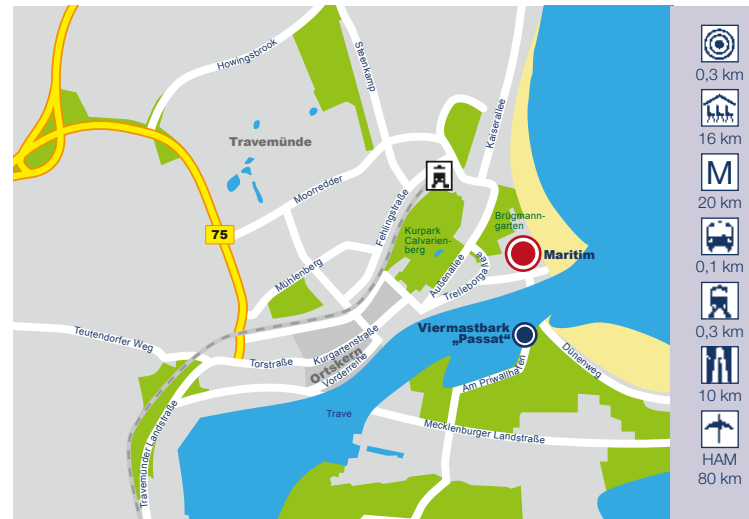 Howingsbrook
Steenkamp
Kaiserallee
Travemünde
Moorredder
Fehlingstraße
Brügmann-
garten
Kurpark
Calvarien-
berg
75
Maritim
Außenallee
Trelleborgallee
Mühlenberg
Viermastbark
„Passat“
Teutendorfer Weg
Torstraße
Kurgartenstraße
Ortskern
Vorderreihe
Am Priwallhafen
Dünenweg
Trave
Mecklenburger Landstraße
Travemünder Landstraße
0,3 km
16 km
M
20 km
0,1 km
0,3 km
10 km
HAM
80 km